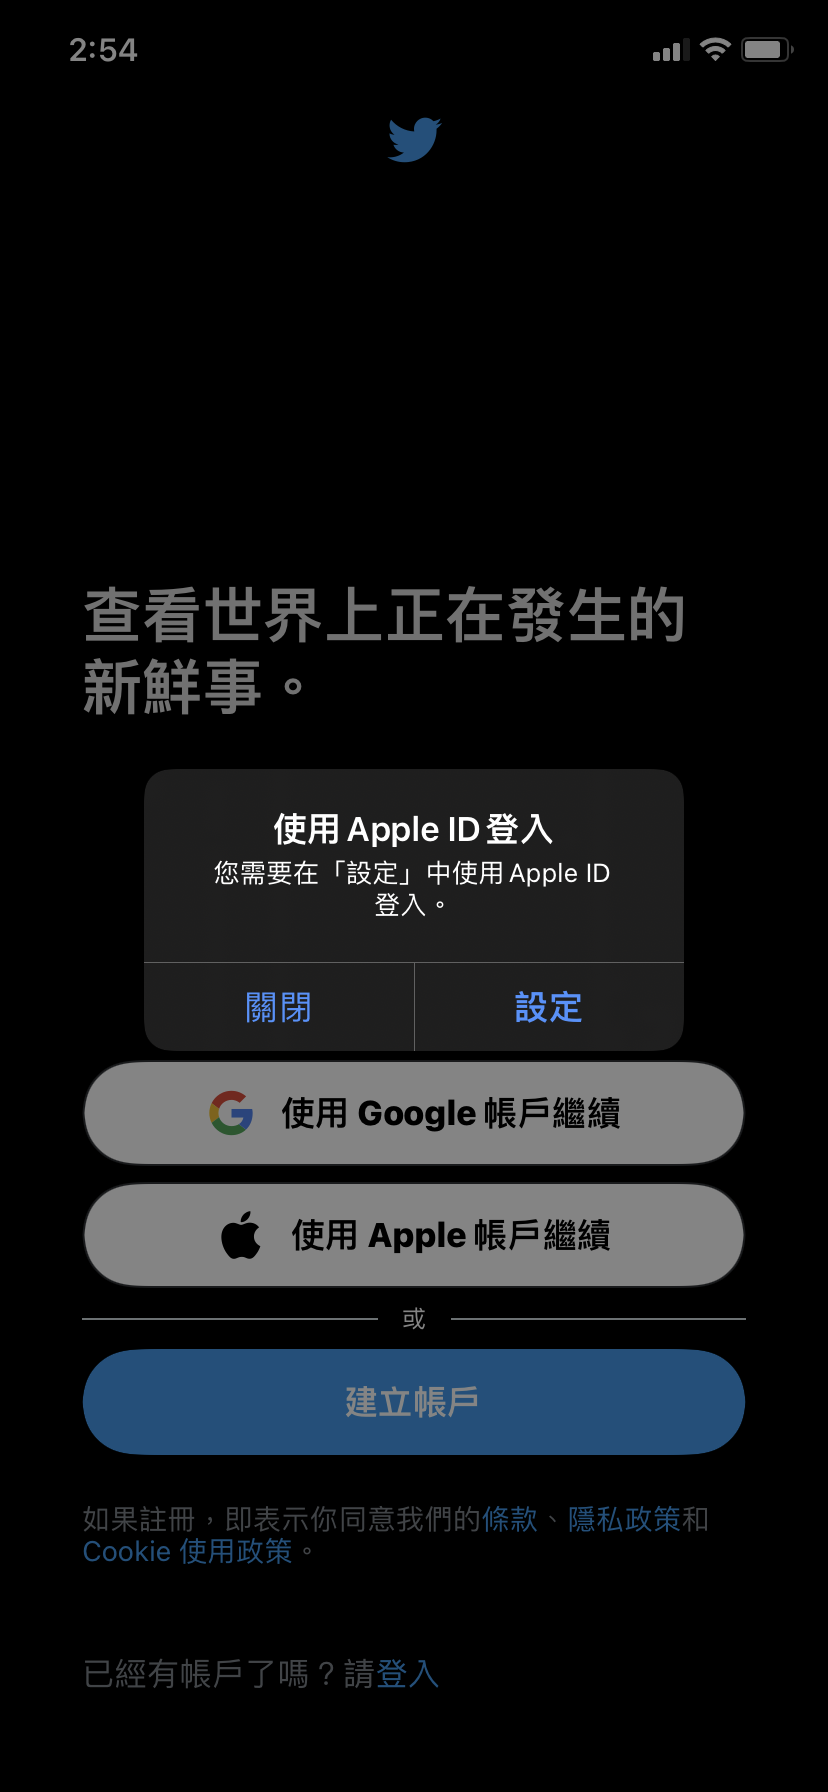 2:54
查看世界上正在發生的
新鮮事。
使用 Apple ID 登入
您需要在「設定」中使用 Apple ID
登入。
關閉
設定
使用 Google 帳戶繼續
使用 Apple 帳戶繼續
或
建立帳戶
如果註冊，即表示你同意我們的條款、隱私政策和
Cookie 使用政策。
已經有帳戶了嗎？請登入